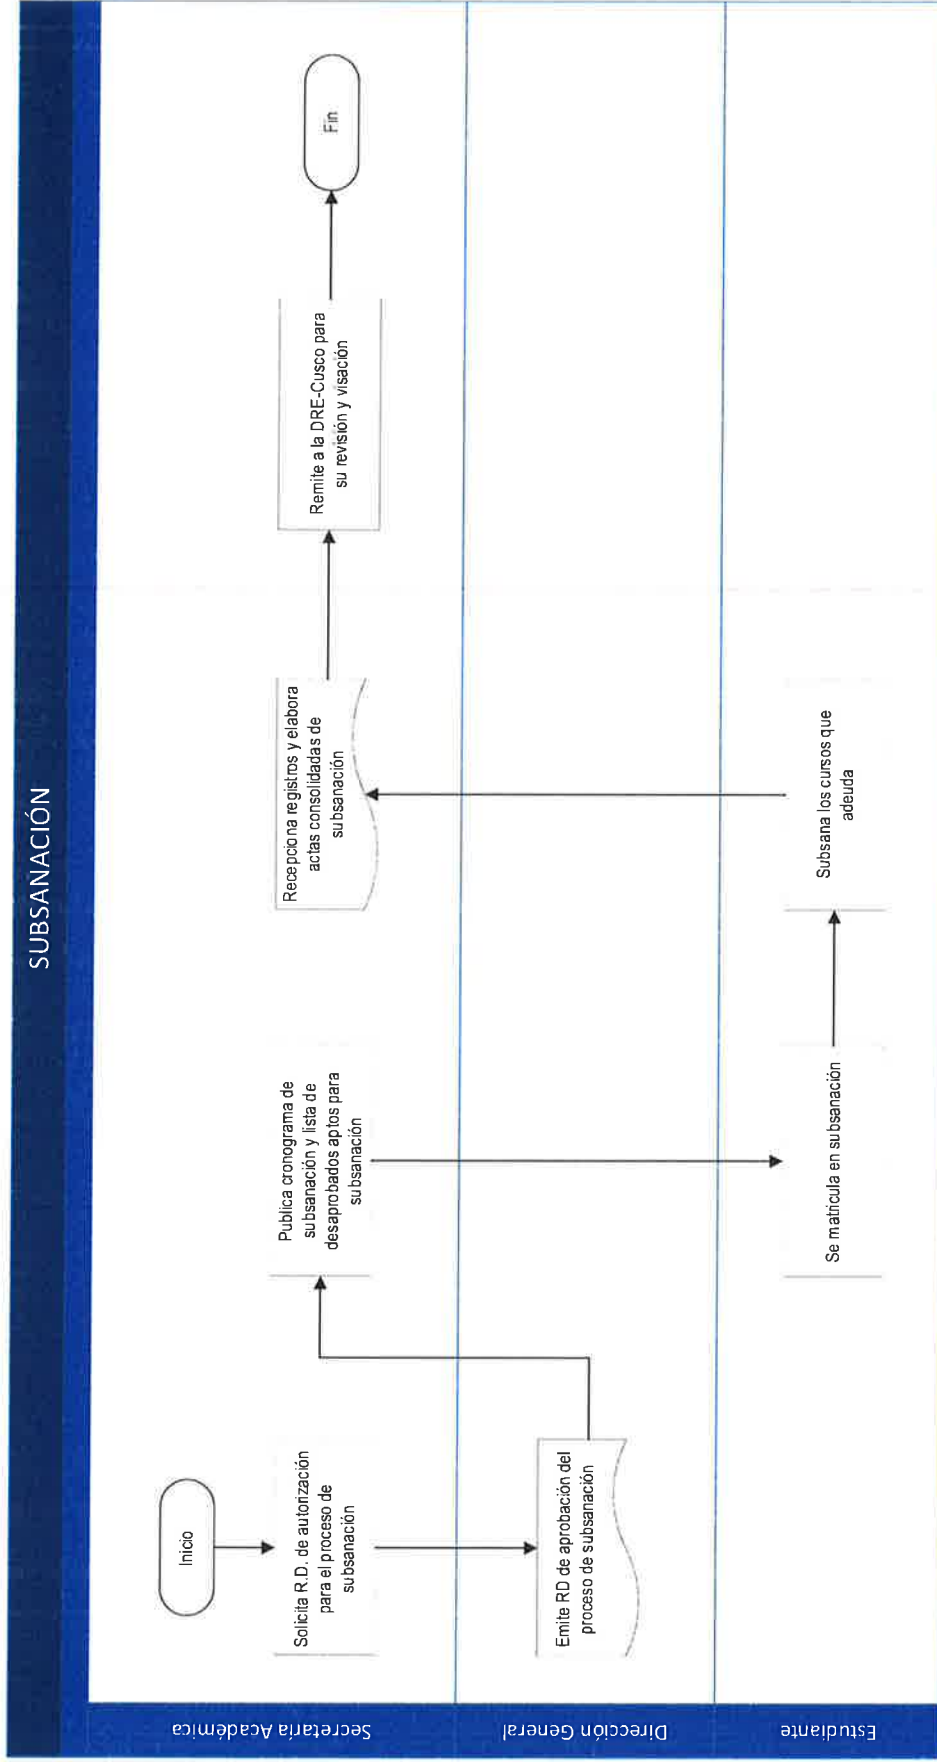 SUBSANACIÓN
Secretaría Académica
Inicio
Solicita R.D. de autorización
para el proceso de
subsanación
Publica cronograma de
subsanación y lista de
desaprobados aptos para
subsanación
Recepciona registros y elabora
actas consolidadas de
subsanación
Remite a la DRE-Cusco para
su revisión y visación
Fin
Dirección General
Emite RD de aprobación del
proceso de subsanación
Estudiante
Se matricula en subsanación
Subsana los cursos que
adeuda